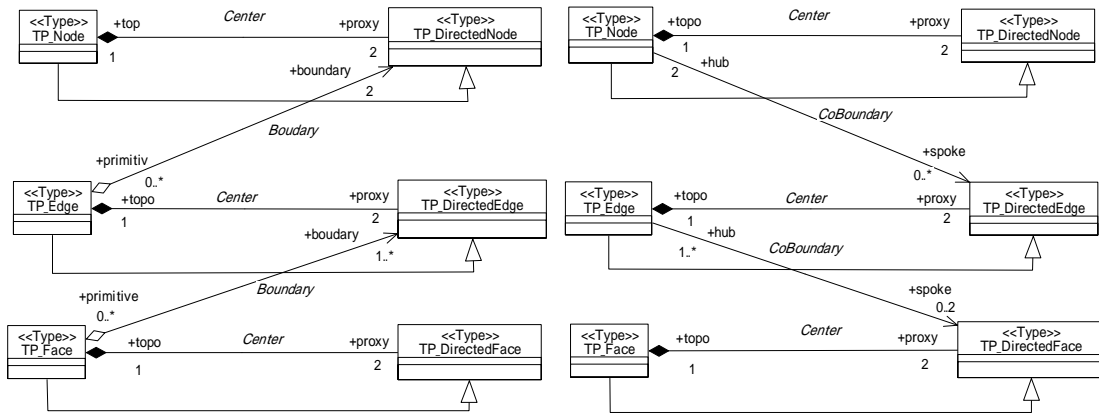 <<Type>>
TP_Node
+top
Center
+proxy
1
2
<<Type>>
TP_DirectedNode
+boundary
2
Boudary
+primitiv
0..*
<<Type>>
TP_Edge
+topo
Center
+proxy
1
2
<<Type>>
TP_DirectedEdge
+boudary
1..*
Boundary
+primitive
0..*
<<Type>>
TP_Face
+topo
Center
+proxy
1
2
<<Type>>
TP_DirectedFace
<<Type>>
TP_Node
+topo
Center
+proxy
1
2
<<Type>>
TP_DirectedNode
+hub
2
CoBoundary
+spoke
0..*
<<Type>>
TP_Edge
+topo
Center
+proxy
1
2
<<Type>>
TP_DirectedEdge
+hub
1..*
CoBoundary
+spoke
0..2
<<Type>>
TP_Face
+topo
Center
+proxy
1
2
<<Type>>
TP_DirectedFace